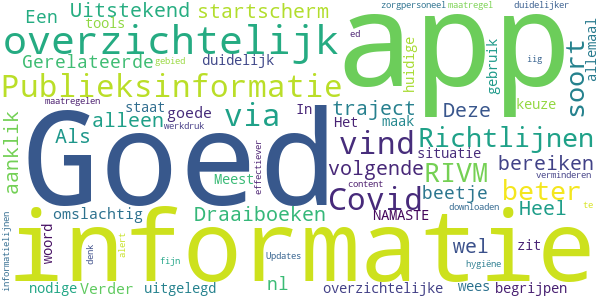 Een Uitstekend startscherm zorgpersoneel maatregel duidelijker
tools
overzichtelijk app
Gerelateerde gebied duidelijk huidige ed gebruik iig soort allemaal
Publieksinformatie
maatregelen staat goede In traject Deze keuze
aanklik Als alleen werkdruk via Het maak
Goed vind Richtlijnen
situatie
volgende RIVM bereiken
Meest effectiever content verminderen
Covid beetje beter
omslachtig Draaiboeken NAMASTE downloaden Heel te
informatielijnen woord informatie
denk alert fijn Updates wel hygiëne zit
nodige Verder uitgelegd nl overzichtelijke wees begrijpen